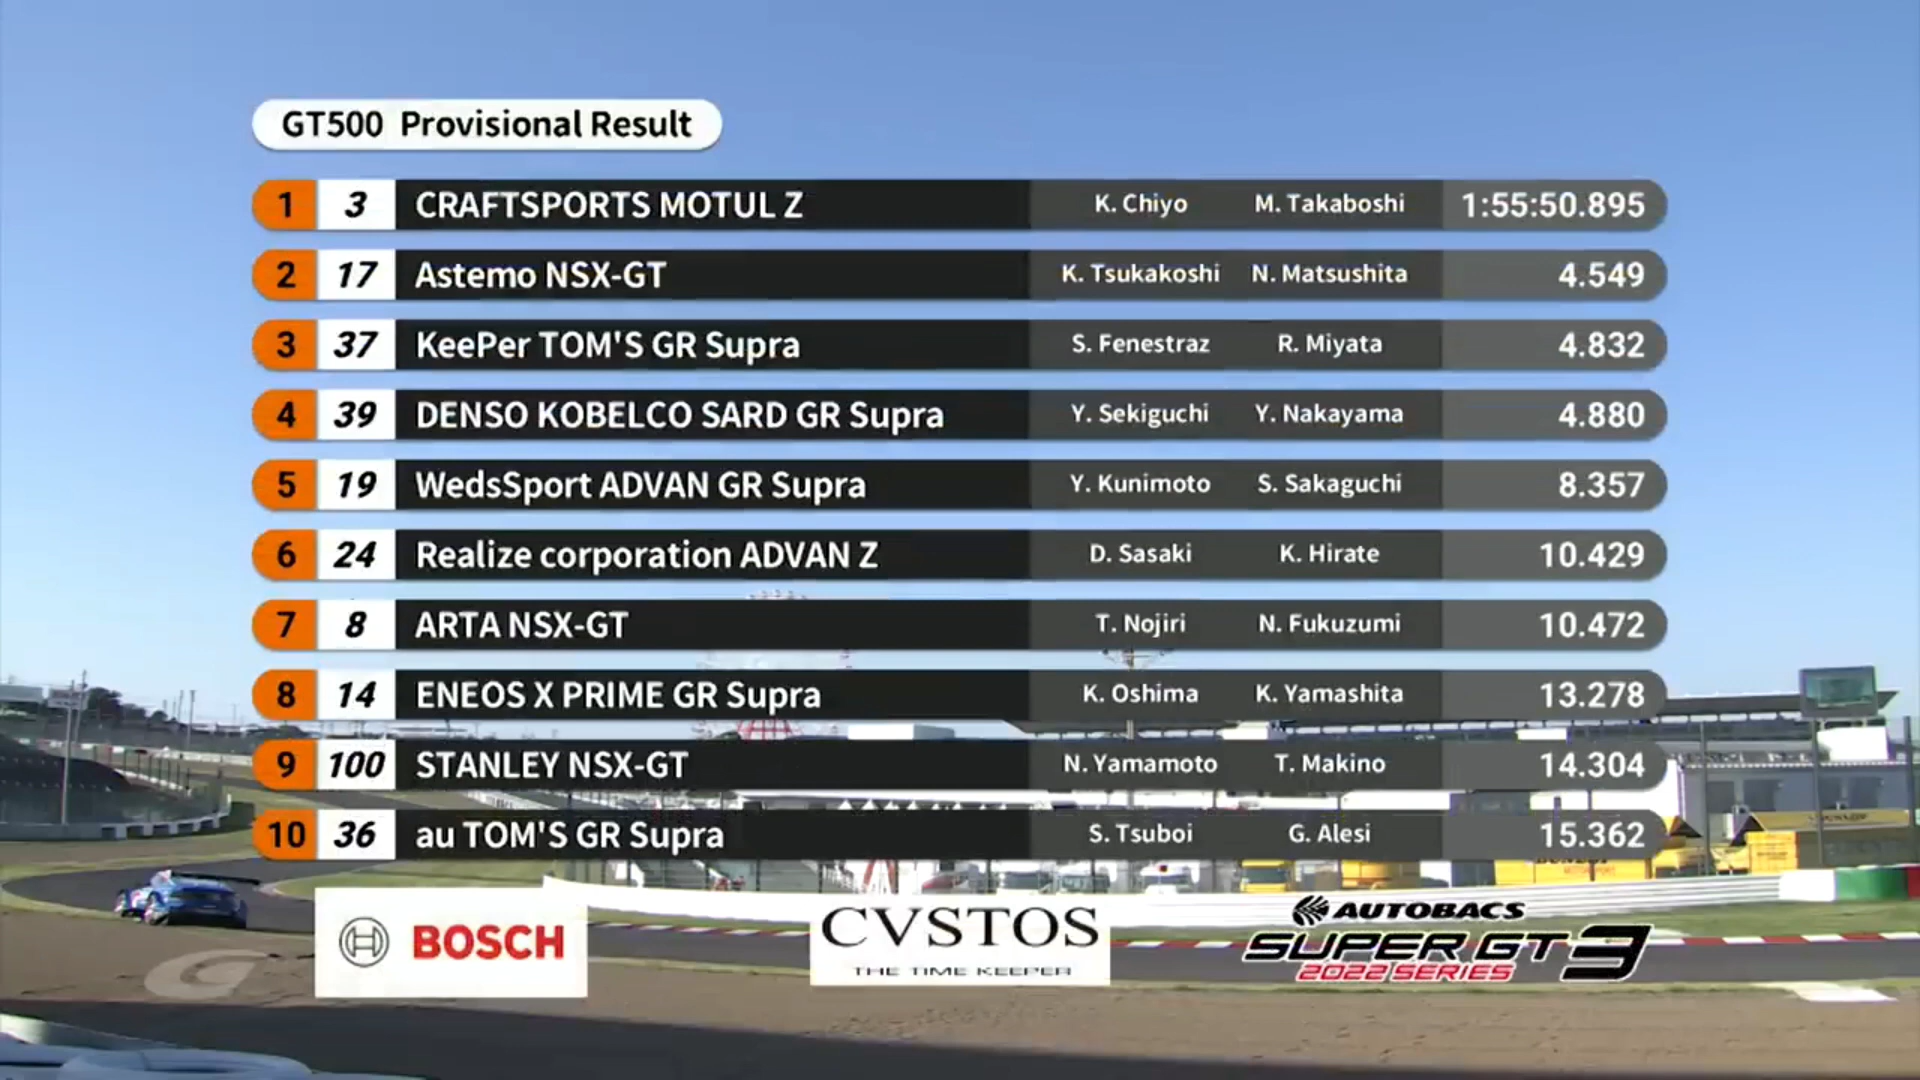 GT500 Provisional Result
1 3 CRAFTSPORTS MOTUL Z K. Chiyo M. Takaboshi 1:55:50.895
2 17 Astemo NSX-GT K. Tsukakoshi N. Matsushita 4.549
3 37 KeePer TOM'S GR Supra S. Fenestraz R. Miyata 4.832
4 39 DENSO KOBELCO SARD GR Supra Y. Sekiguchi Y. Nakayama 4.880
5 19 WedsSport ADVAN GR Supra Y. Kunimoto S. Sakaguchi 8.357
6 24 Realize corporation ADVAN Z D. Sasaki K. Hirate 10.429
7 8 ARTA NSX-GT T. Nojiri N. Fukuzumi 10.472
8 14 ENEOS X PRIME GR Supra K. Oshima K. Yamashita 13.278
9 100 STANLEY NSX-GT N. Yamamoto T. Makino 14.304
10 36 au TOM'S GR Supra S. Tsuboi G. Alesi 15.362
BOSCH
CVSTOS
THE TIME KEEPER
AUTOBACS
SUPER GT 3
2022 SERIES